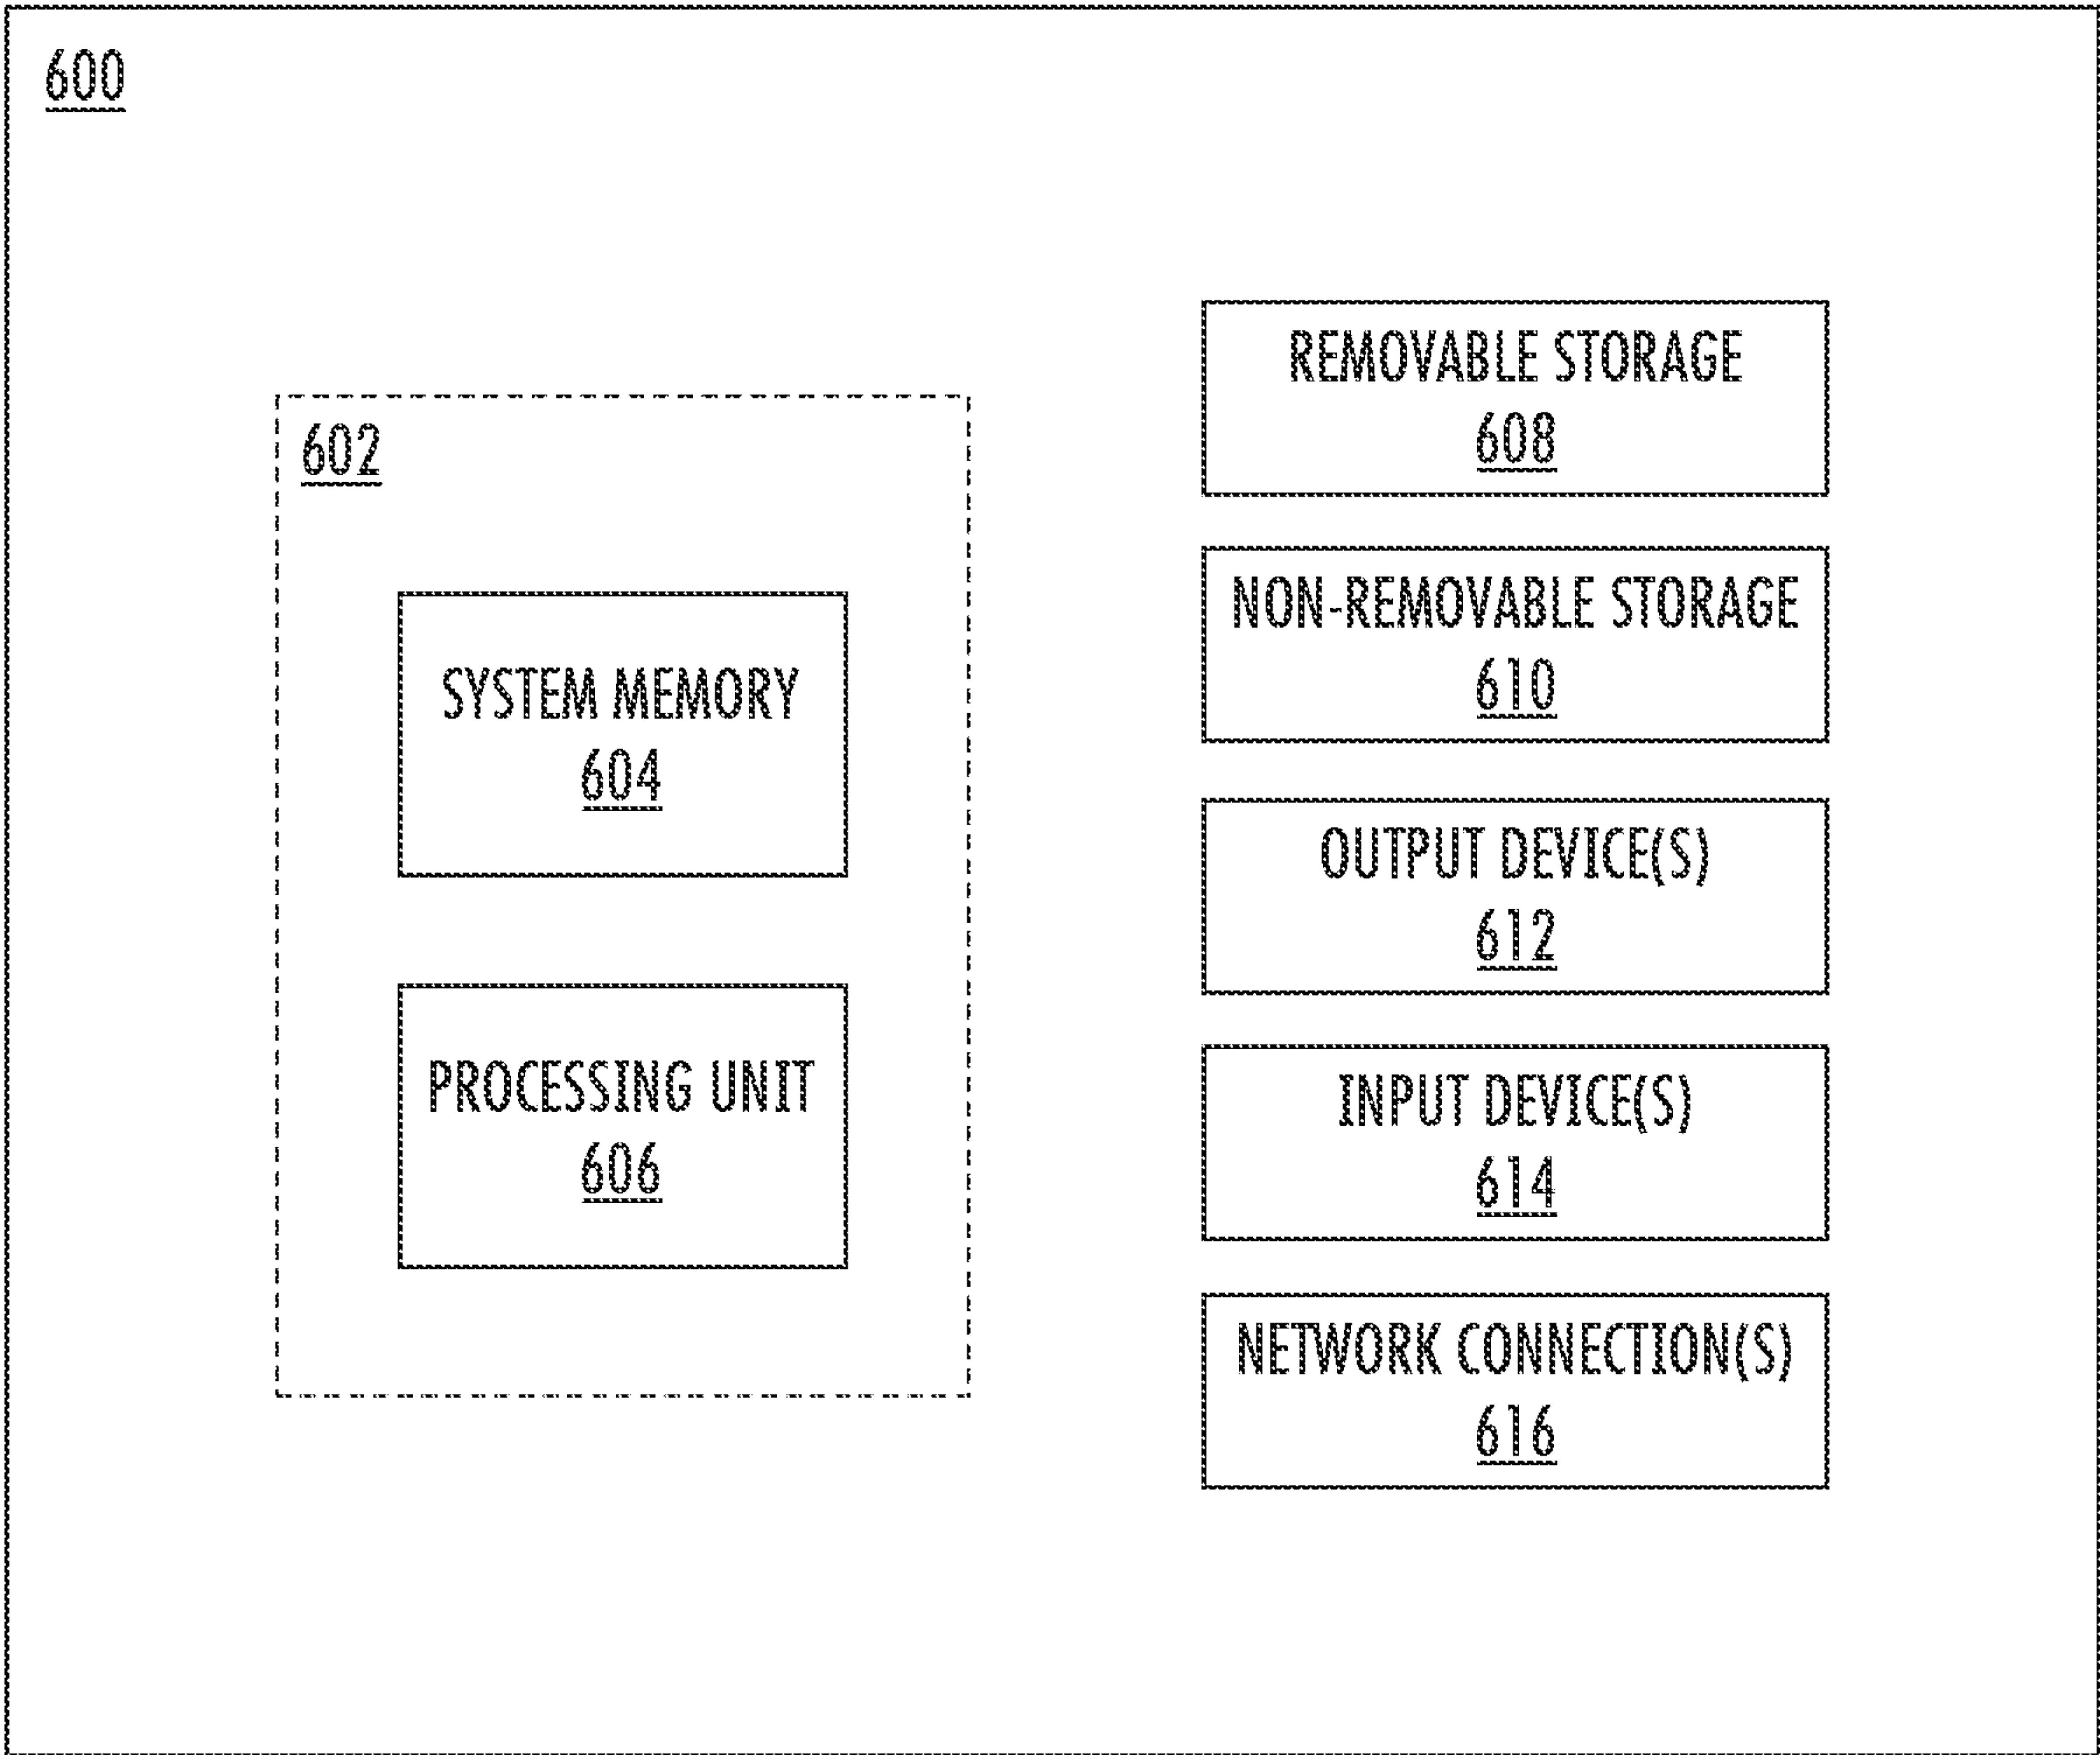 600
602
SYSTEM MEMORY
604
PROCESSING UNIT
606
REMOVABLE STORAGE
608
NON-REMOVABLE STORAGE
610
OUTPUT DEVICE(S)
612
INPUT DEVICE(S)
614
NETWORK CONNECTION(S)
616